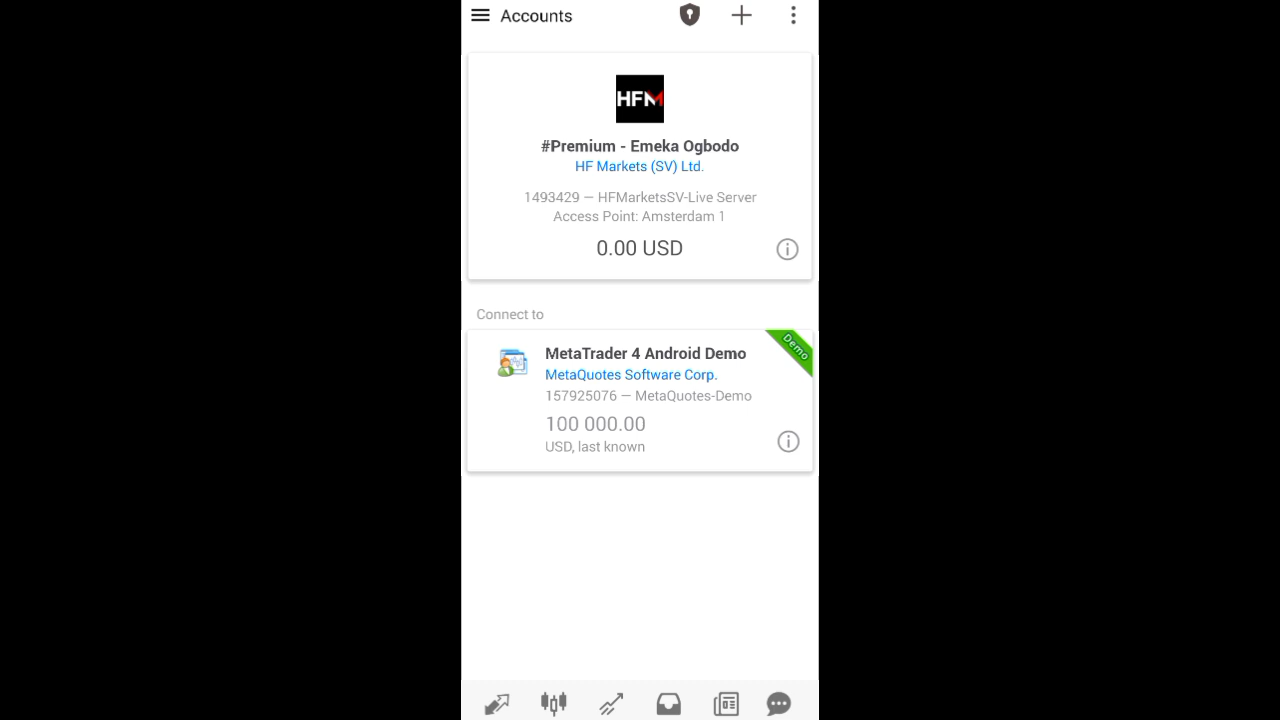 Accounts
HFM
#Premium - Emeka Ogbodo
HF Markets (SV) Ltd.
1493429 — HFMarketsSV-Live Server
Access Point: Amsterdam 1
0.00 USD
Connect to
Demo
MetaTrader 4 Android Demo
MetaQuotes Software Corp.
157925076 — MetaQuotes-Demo
100 000.00
USD, last known